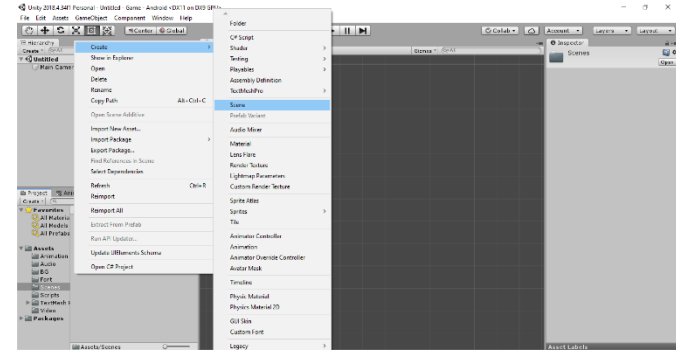 Unity 2018.4.34f1 Personal - Untitled - Game - Android <DX11 on DX9 GPU>
File Edit Assets GameObject Component Window Help
Center Global
Collab
Account
Layers
Layout
Hierarchy
Create
Untitled
Main Camer
Gizmos
Inspector
Scenes
Open
Create
Show in Explorer
Open
Delete
Rename
Copy Path Alt+Ctrl+C
Open Scene Additive
Import New Asset...
Import Package
Export Package...
Find References in Scene
Select Dependencies
Refresh Ctrl+R
Reimport
Reimport All
Extract From Prefab
Run API Updater...
Update UIElements Schema
Open C# Project
Folder
C# Script
Shader
Testing
Playables
Assembly Definition
TextMeshPro
Scene
Prefab Variant
Audio Mixer
Material
Lens Flare
Render Texture
Lightmap Parameters
Custom Render Texture
Sprite Atlas
Sprites
Tile
Animator Controller
Animation
Animator Override Controller
Avatar Mask
Timeline
Physic Material
Physics Material 2D
GUI Skin
Custom Font
Legacy
Project
Create
Favorites
All Materia
All Models
All Prefabs
Assets
Animation
Audio
BG
Font
Scenes
Scripts
TextMesh
Video
Packages
Assets/Scenes
Asset Labels